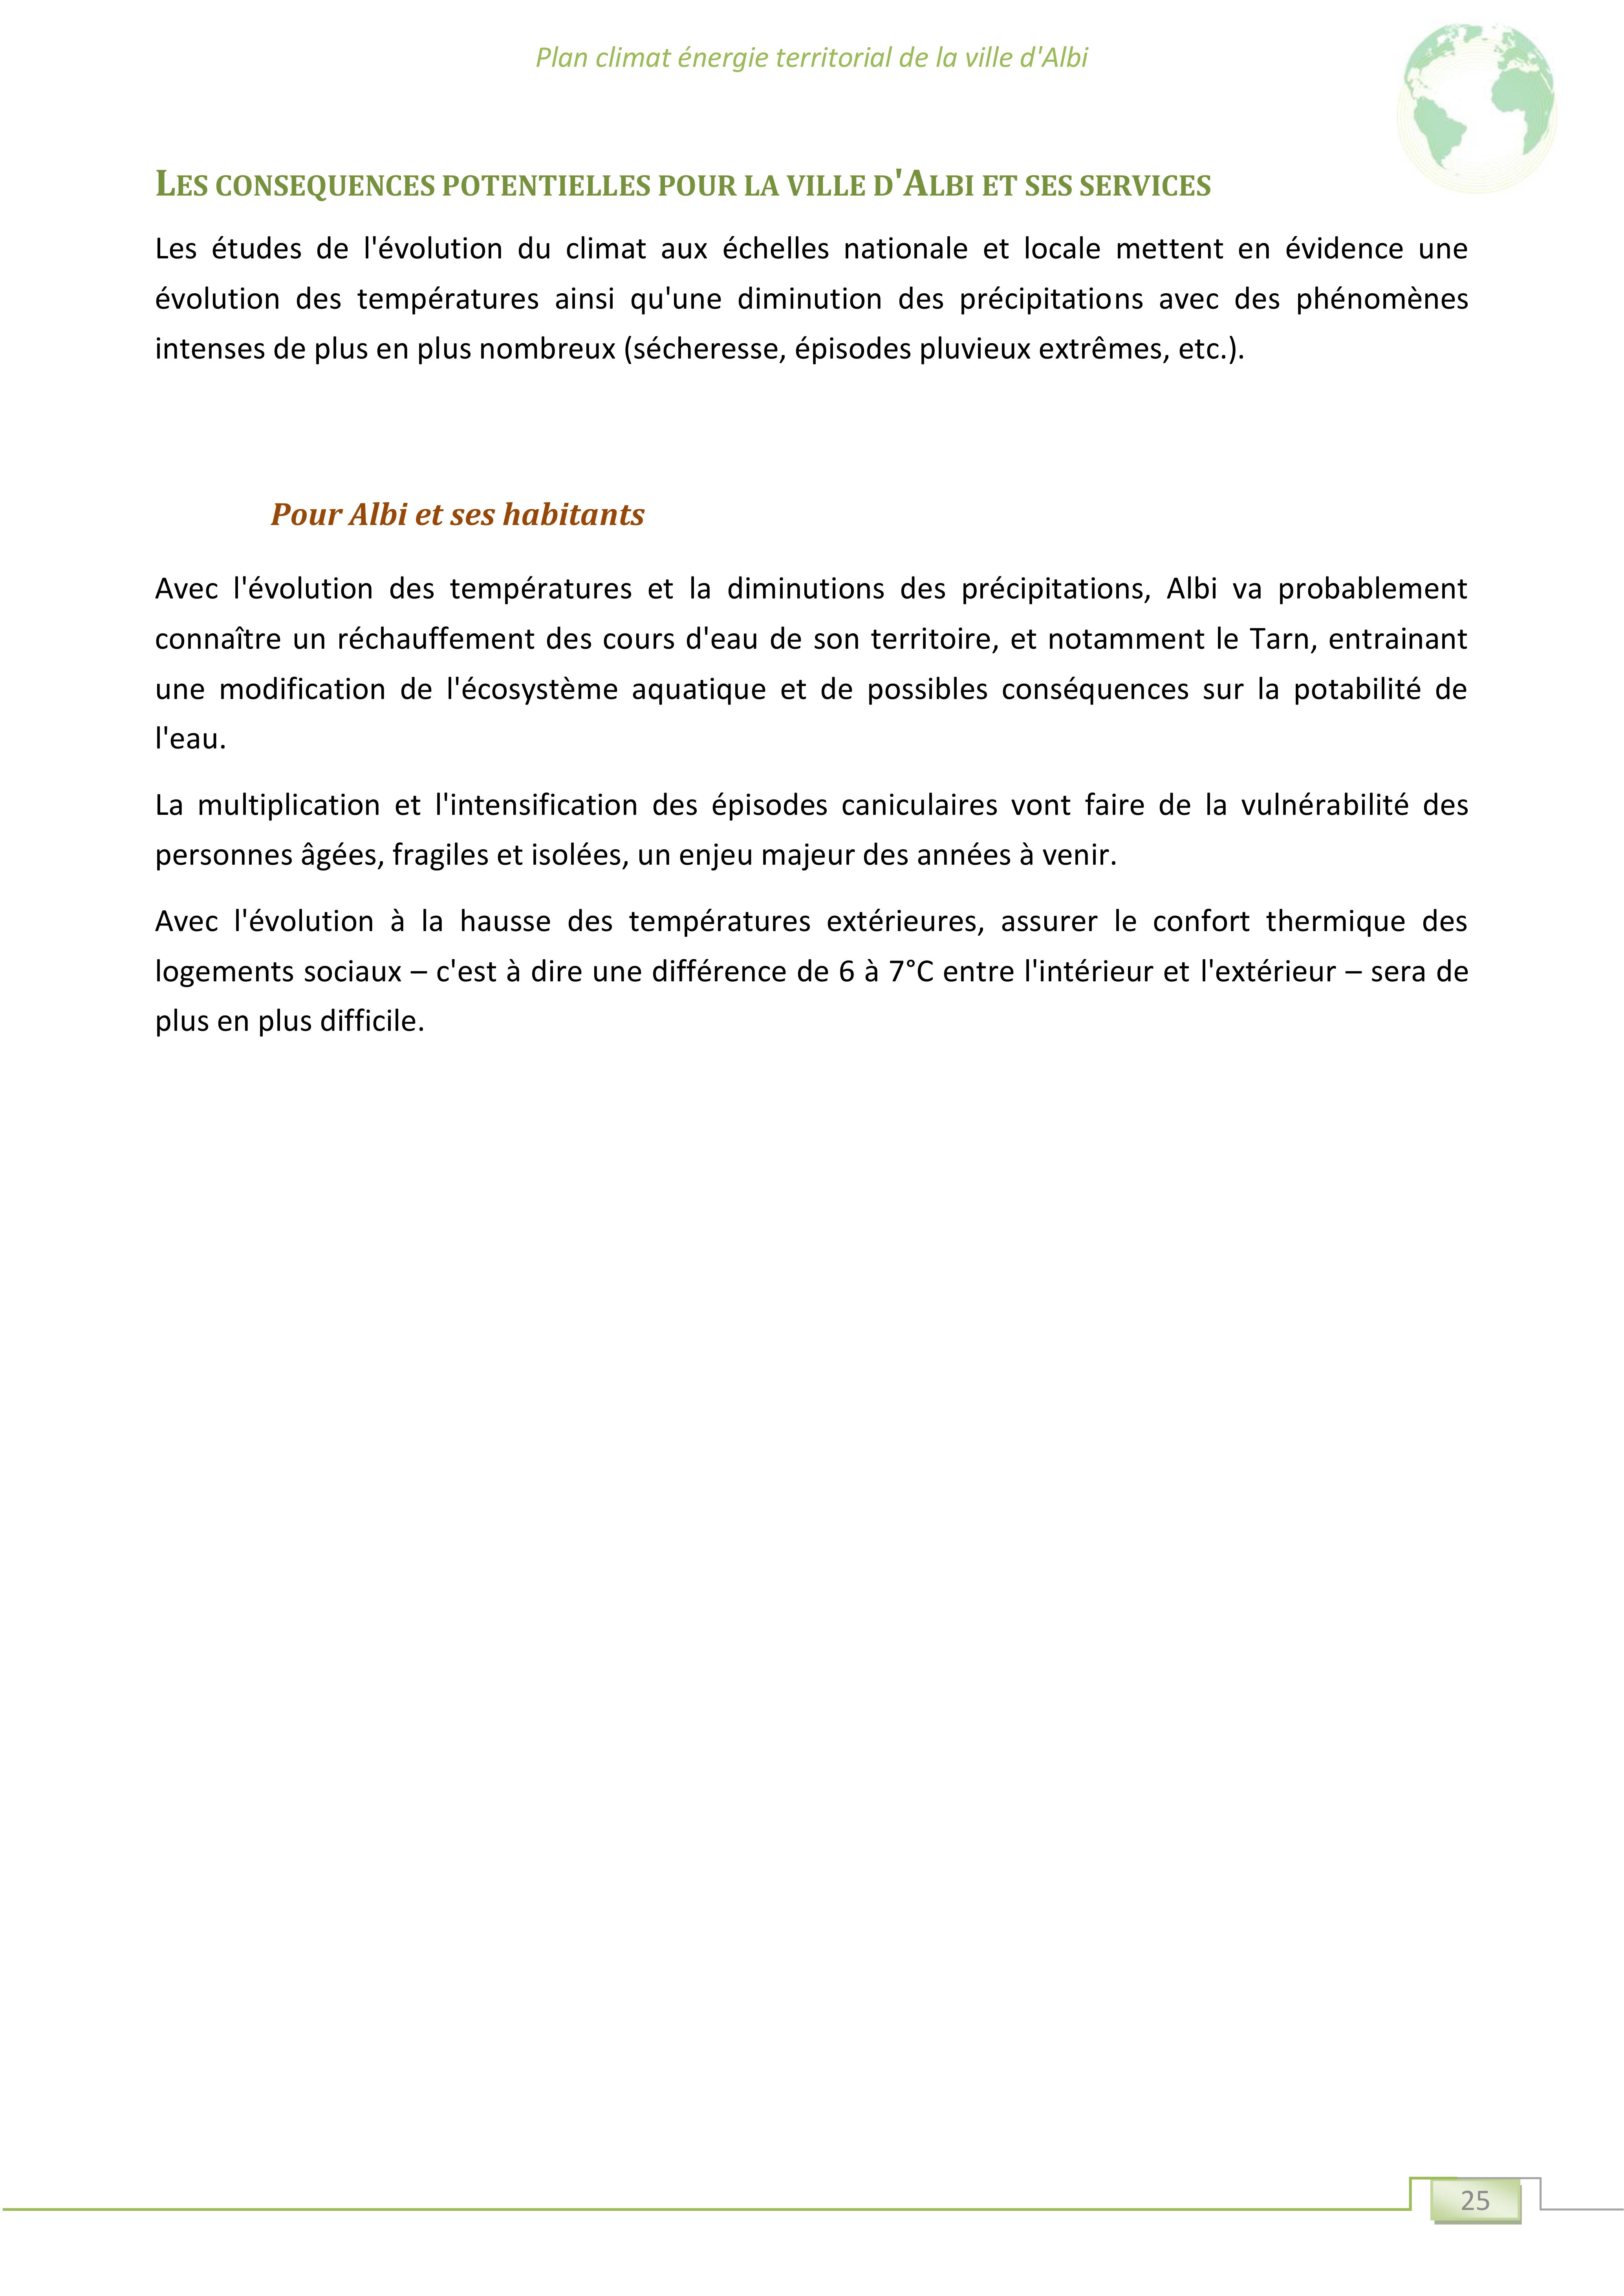 Plan climat énergie territorial de la ville d'Albi
LES CONSEQUENCES POTENTIELLES POUR LA VILLE D'ALBI ET SES SERVICES
Les études de l'évolution du climat aux échelles nationale et locale mettent en évidence une
évolution des températures ainsi qu'une diminution des précipitations avec des phénomènes
intenses de plus en plus nombreux (sécheresse, épisodes pluvieux extrêmes, etc.).
Pour Albi et ses habitants
Avec l'évolution des températures et la diminutions des précipitations, Albi va probablement
connaître un réchauffement des cours d'eau de son territoire, et notamment le Tarn, entrainant
une modification de l'écosystème aquatique et de possibles conséquences sur la potabilité de
l'eau.
La multiplication et l'intensification des épisodes caniculaires vont faire de la vulnérabilité des
personnes âgées, fragiles et isolées, un enjeu majeur des années à venir.
Avec l'évolution à la hausse des températures extérieures, assurer le confort thermique des
logements sociaux – c'est à dire une différence de 6 à 7°C entre l'intérieur et l'extérieur – sera de
plus en plus difficile.
25